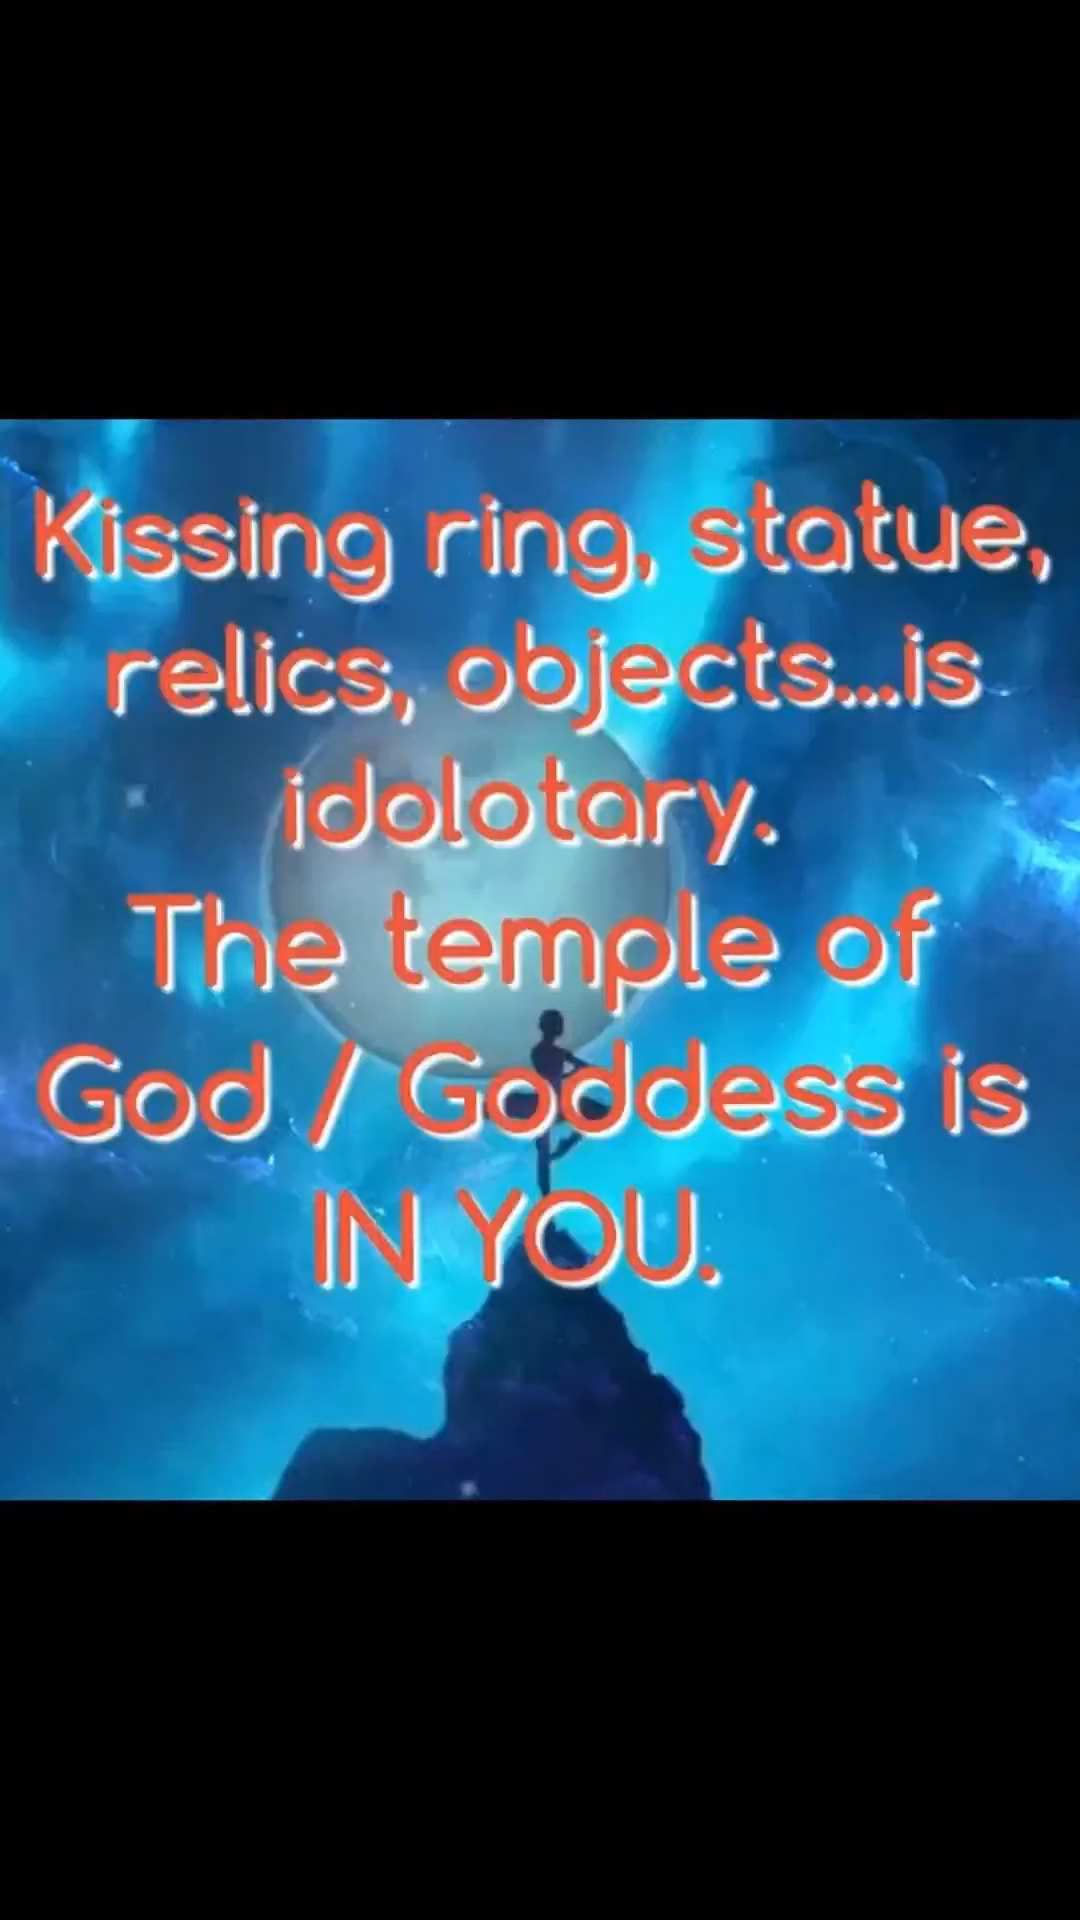 Kissing ring, statue,
relics, objects...is
idolotary.
The temple of
God / Goddess is
IN YOU.